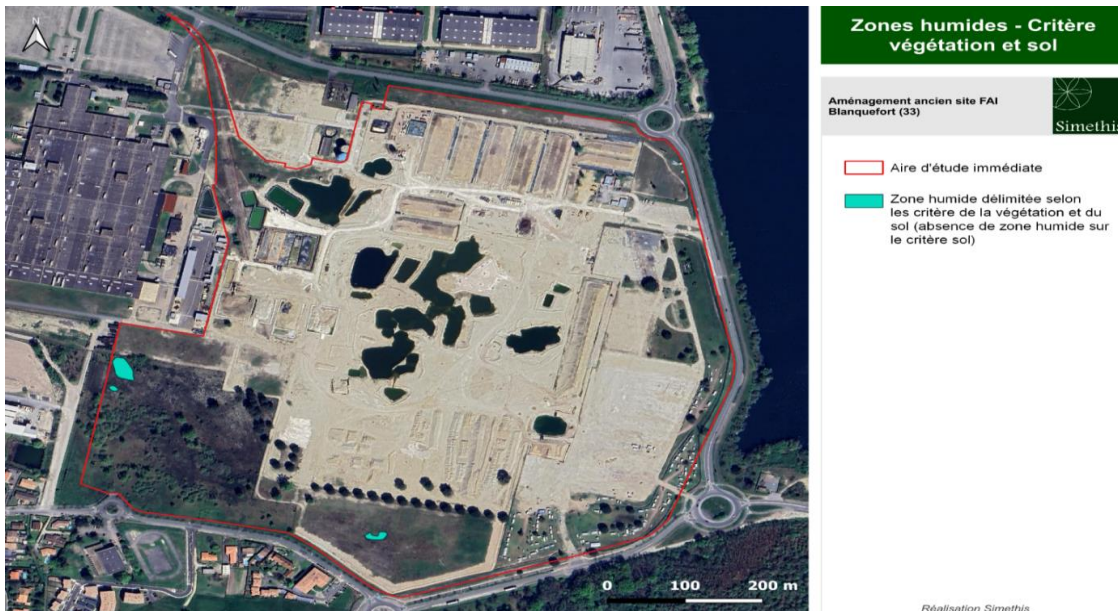 N
Zones humides - Critère
végétation et sol
Aménagement ancien site FAI
Blanquefort (33)
Simethis
Aire d'étude immédiate
Zone humide délimitée selon
les critère de la végétation et du
sol (absence de zone humide sur
le critère sol)
0 100 200 m
Réalisation Simethis